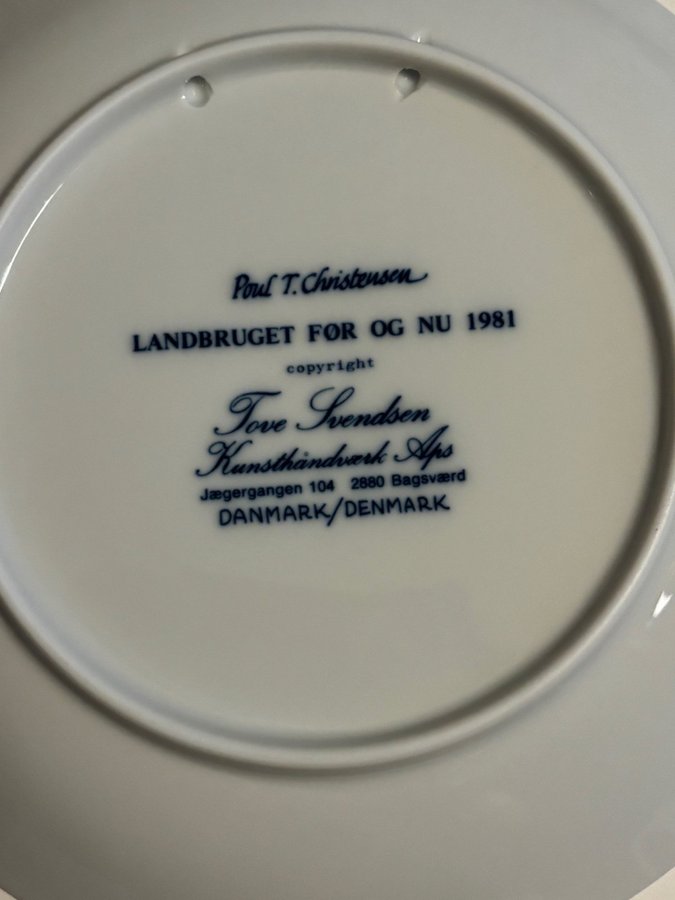 Poul T. Christensen
LANDBRUGET FØR OG NU 1981
copyright
Tove Svendsen
Kunsthåndværk Aps
Jægergangen 104 2880 Bagsværd
DANMARK/DENMARK